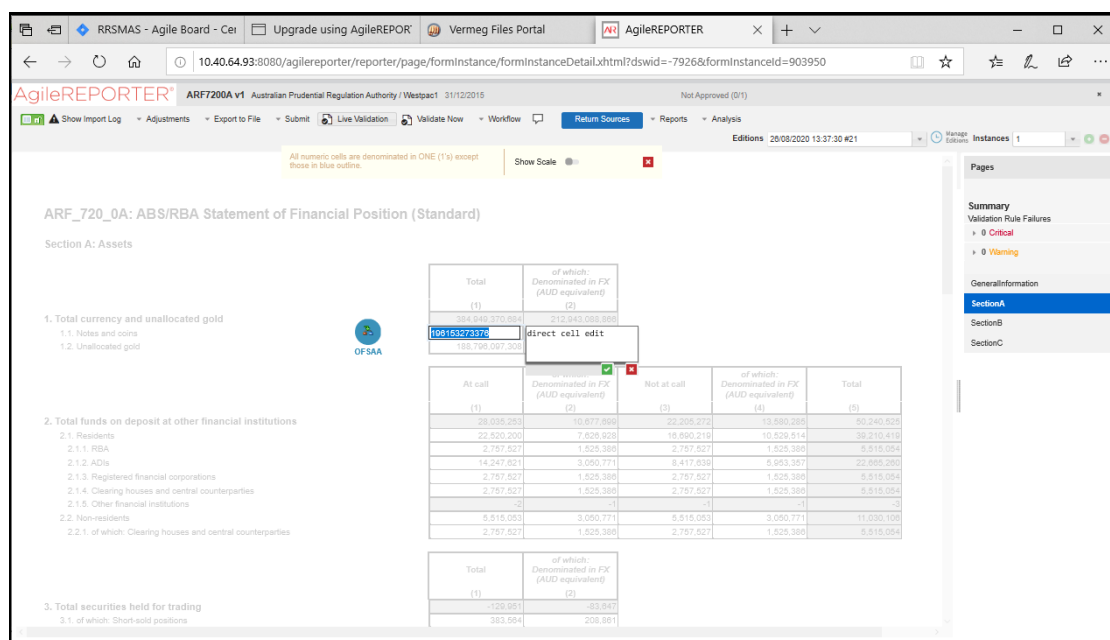 RRSMAS - Agile Board - Cer
Upgrade using AgileREPOR
Vermeg Files Portal
AgileREPORTER
10.40.64.93:8080/agilereporter/reporter/page/formInstance/formInstanceDetail.xhtml?dswid=-7926&formInstanceId=903950
AgileREPORTER® ARF7200A v1 Australian Prudential Regulation Authority / Westpac1 31/12/2015 Not Approved (0/1)
Show Import Log Adjustments Export to File Submit Live Validation Validate Now Workflow Return Sources Reports Analysis
Editions 26/08/2020 13:37:30 #21 Manage Editions Instances 1
All numeric cells are denominated in ONE (1's) except
those in blue outline.
Show Scale
Pages
Summary
Validation Rule Failures
0 Critical
0 Warning
GeneralInformation
SectionA
SectionB
SectionC
ARF_720_0A: ABS/RBA Statement of Financial Position (Standard)
Section A: Assets
Total of which: Denominated in FX (AUD equivalent)
(1) (2)
1. Total currency and unallocated gold 384,949,370,684 212,943,088,866
1.1. Notes and coins 196153273376 direct cell edit
1.2. Unallocated gold 188,796,097,308
OFSAA
At call Denominated in FX (AUD equivalent) Not at call of which: Denominated in FX (AUD equivalent) Total
(1) (2) (3) (4) (5)
2. Total funds on deposit at other financial institutions 28,035,253 10,677,699 22,205,272 13,580,285 50,240,525
2.1. Residents 22,520,200 7,626,928 16,690,219 10,529,514 39,210,419
2.1.1. RBA 2,757,527 1,525,386 2,757,527 1,525,386 5,515,054
2.1.2. ADIs 14,247,621 3,050,771 8,417,639 5,953,357 22,665,260
2.1.3. Registered financial corporations 2,757,527 1,525,386 2,757,527 1,525,386 5,515,054
2.1.4. Clearing houses and central counterparties 2,757,527 1,525,386 2,757,527 1,525,386 5,515,054
2.1.5. Other financial institutions -2 -1 -1 -1 -3
2.2. Non-residents 5,515,053 3,050,771 5,515,053 3,050,771 11,030,106
2.2.1. of which: Clearing houses and central counterparties 2,757,527 1,525,386 2,757,527 1,525,386 5,515,054
Total of which: Denominated in FX (AUD equivalent)
(1) (2)
3. Total securities held for trading -129,951 -83,647
3.1. of which: Short-sold positions 383,564 208,861